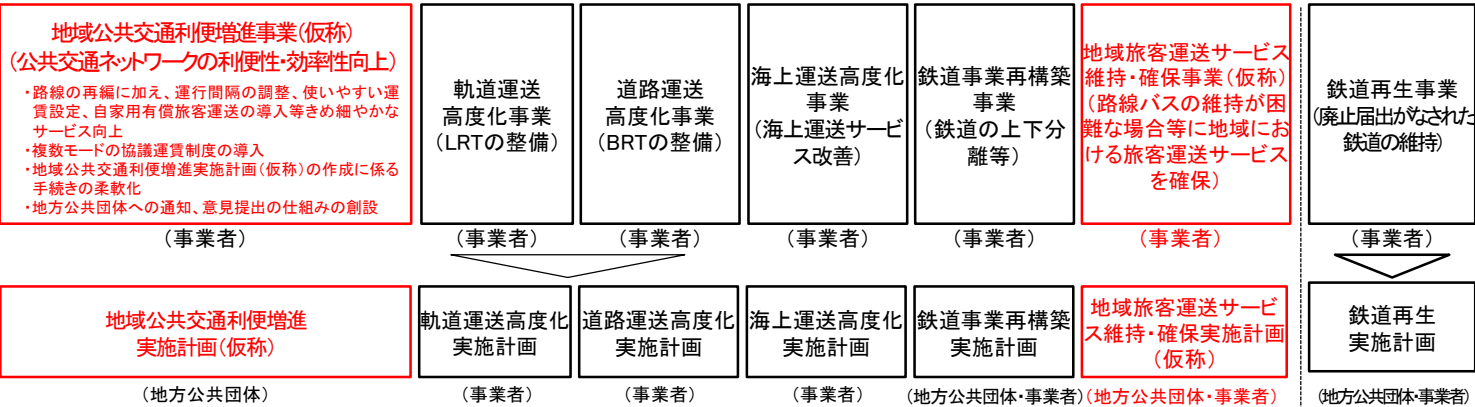 地域公共交通利便増進事業(仮称)
(公共交通ネットワークの利便性・効率性向上)
・路線の再編に加え、運行間隔の調整、使いやすい運
賃設定、自家用有償旅客運送の導入等きめ細やかな
サービス向上
・複数モードの協議運賃制度の導入
・地域公共交通利便増進実施計画(仮称)の作成に係る
手続きの柔軟化
・地方公共団体への通知、意見提出の仕組みの創設
(事業者)
軌道運送
高度化事業
(LRTの整備)
(事業者)
道路運送
高度化事業
(BRTの整備)
(事業者)
海上運送高度化
事業
(海上運送サービ
ス改善)
(事業者)
鉄道事業再構築
事業
(鉄道の上下分
離等)
(事業者)
地域旅客運送サービス
維持・確保事業(仮称)
(路線バスの維持が困
難な場合等に地域にお
ける旅客運送サービス
を確保)
(事業者)
鉄道再生事業
(廃止届出がなされた
鉄道の維持)
(事業者)
地域公共交通利便増進
実施計画(仮称)
(地方公共団体)
軌道運送高度化
実施計画
(事業者)
道路運送高度化
実施計画
(事業者)
海上運送高度化
実施計画
(事業者)
鉄道事業再構築
実施計画
(地方公共団体・事業者)
地域旅客運送サービ
ス維持・確保実施計画
(仮称)
(地方公共団体・事業者)
鉄道再生
実施計画
(地方公共団体・事業者)